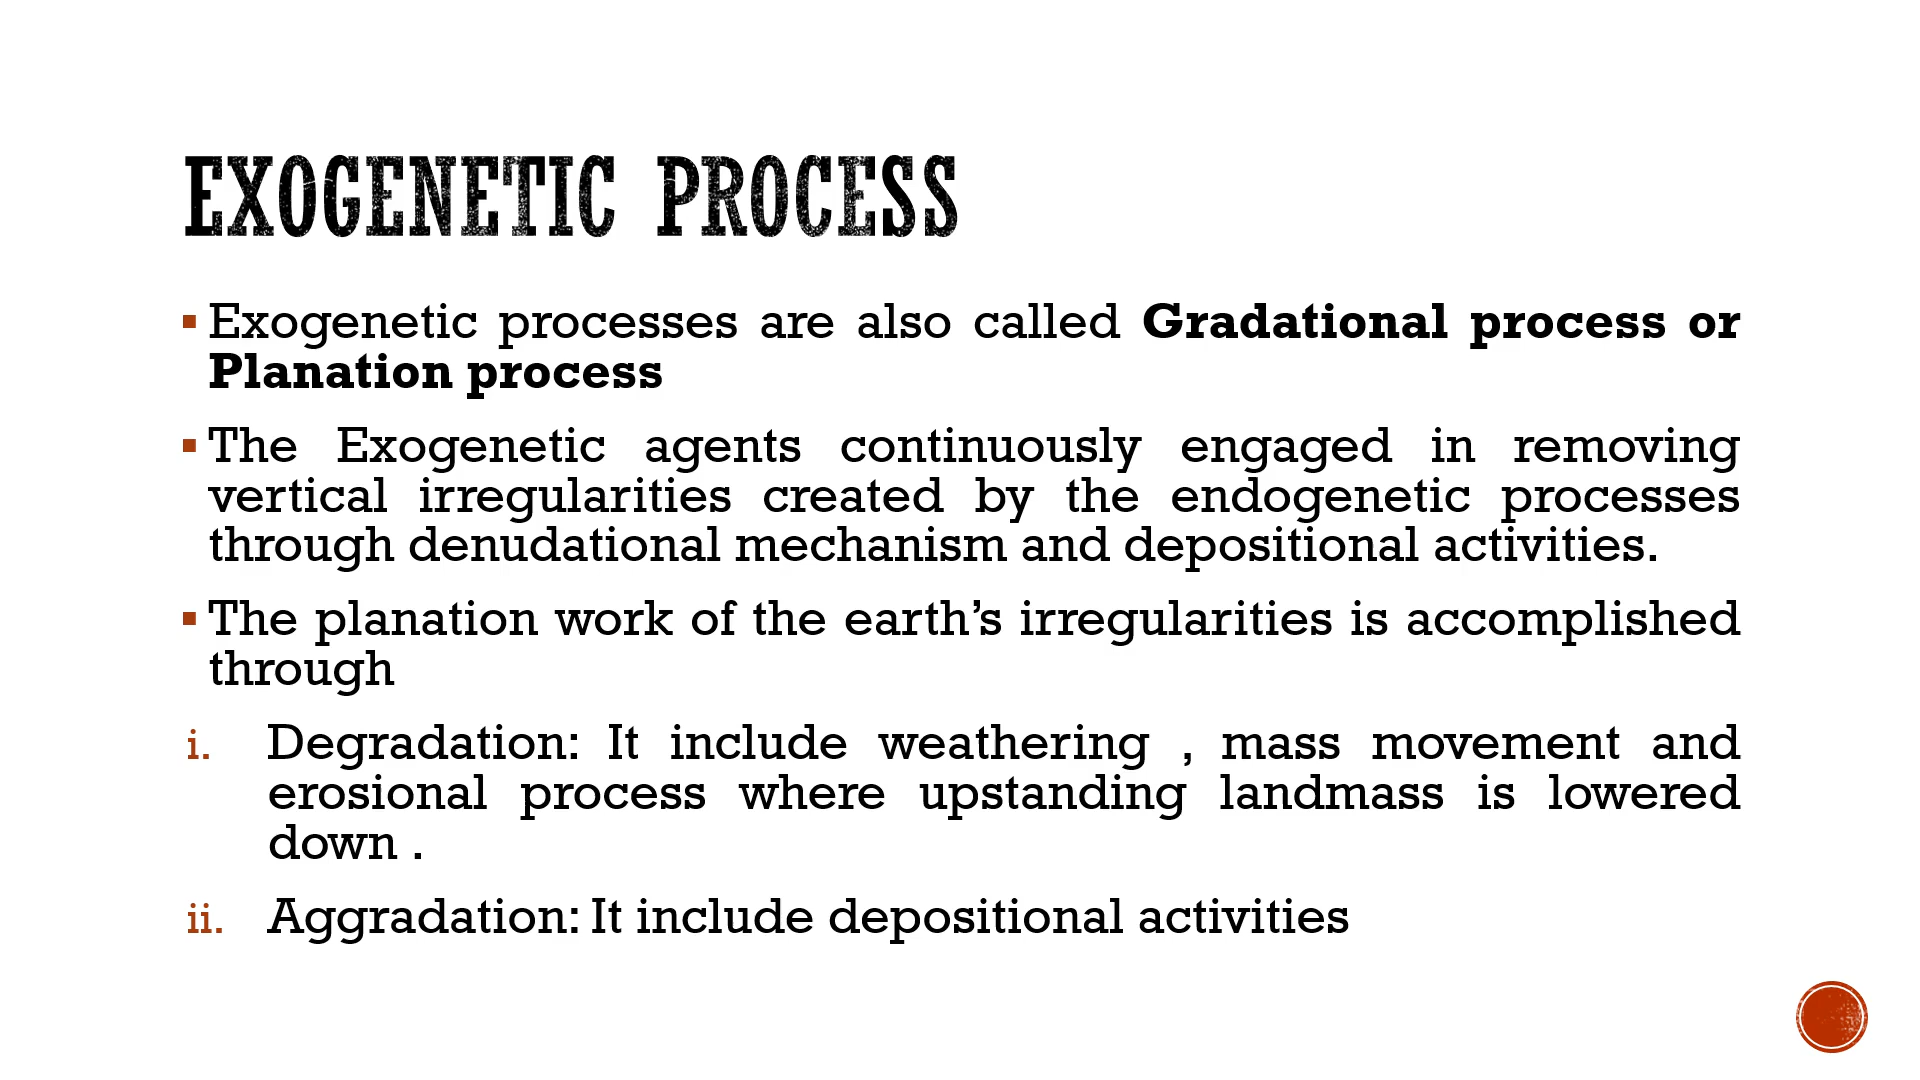 EXOGENETIC PROCESS
▪ Exogenetic processes are also called Gradational process or
Planation process
▪ The Exogenetic agents continuously engaged in removing
vertical irregularities created by the endogenetic processes
through denudational mechanism and depositional activities.
▪ The planation work of the earth’s irregularities is accomplished
through
i. Degradation: It include weathering , mass movement and
erosional process where upstanding landmass is lowered
down .
ii. Aggradation: It include depositional activities